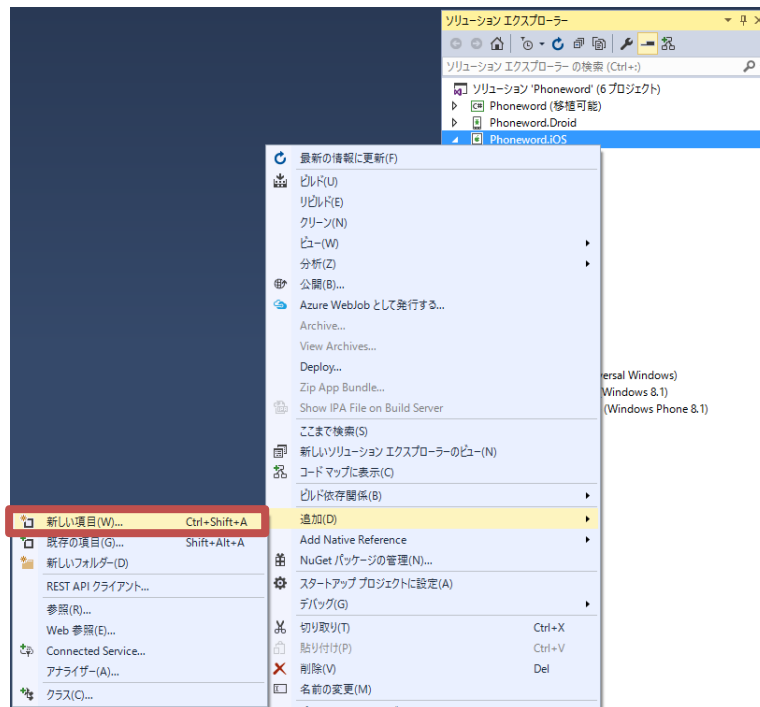 ソリューション エクスプローラー
ソリューション エクスプローラー の検索 (Ctrl+:)
ソリューション 'Phoneword' (6 プロジェクト)
Phoneword (移植可能)
Phoneword.Droid
Phoneword.iOS
ersal Windows)
Windows 8.1)
(Windows Phone 8.1)
最新の情報に更新(F)
ビルド(U)
リビルド(E)
クリーン(N)
ビュー(W)
分析(Z)
公開(B)...
Azure WebJob として発行する...
Archive...
View Archives...
Deploy...
Zip App Bundle...
Show IPA File on Build Server
ここまで検索(S)
新しいソリューション エクスプローラーのビュー(N)
コード マップに表示(C)
ビルド依存関係(B)
追加(D)
Add Native Reference
NuGet パッケージの管理(N)...
スタートアップ プロジェクトに設定(A)
デバッグ(G)
切り取り(T) Ctrl+X
貼り付け(P) Ctrl+V
削除(V) Del
名前の変更(M)
新しい項目(W)... Ctrl+Shift+A
既存の項目(G)... Shift+Alt+A
新しいフォルダー(D)
REST API クライアント...
参照(R)...
Web 参照(E)...
Connected Service...
アナライザー(A)...
クラス(C)...